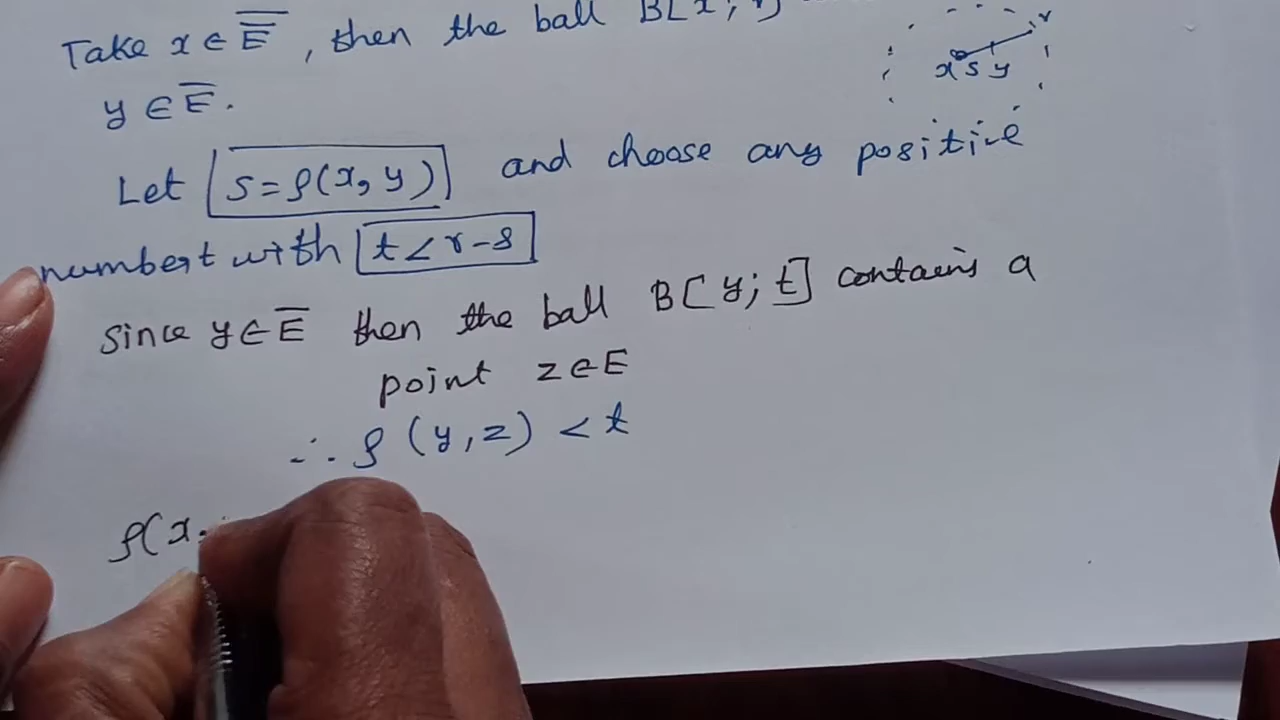 Take x ∈ E̿, then the ball B[x; r]
y ∈ E̅.
r
x s y
Let s = ρ(x, y) and choose any positive
number t with t < r - s
since y ∈ E̅ then the ball B[y; t] contains a
point z ∈ E
∴ ρ(y, z) < t
ρ(x,